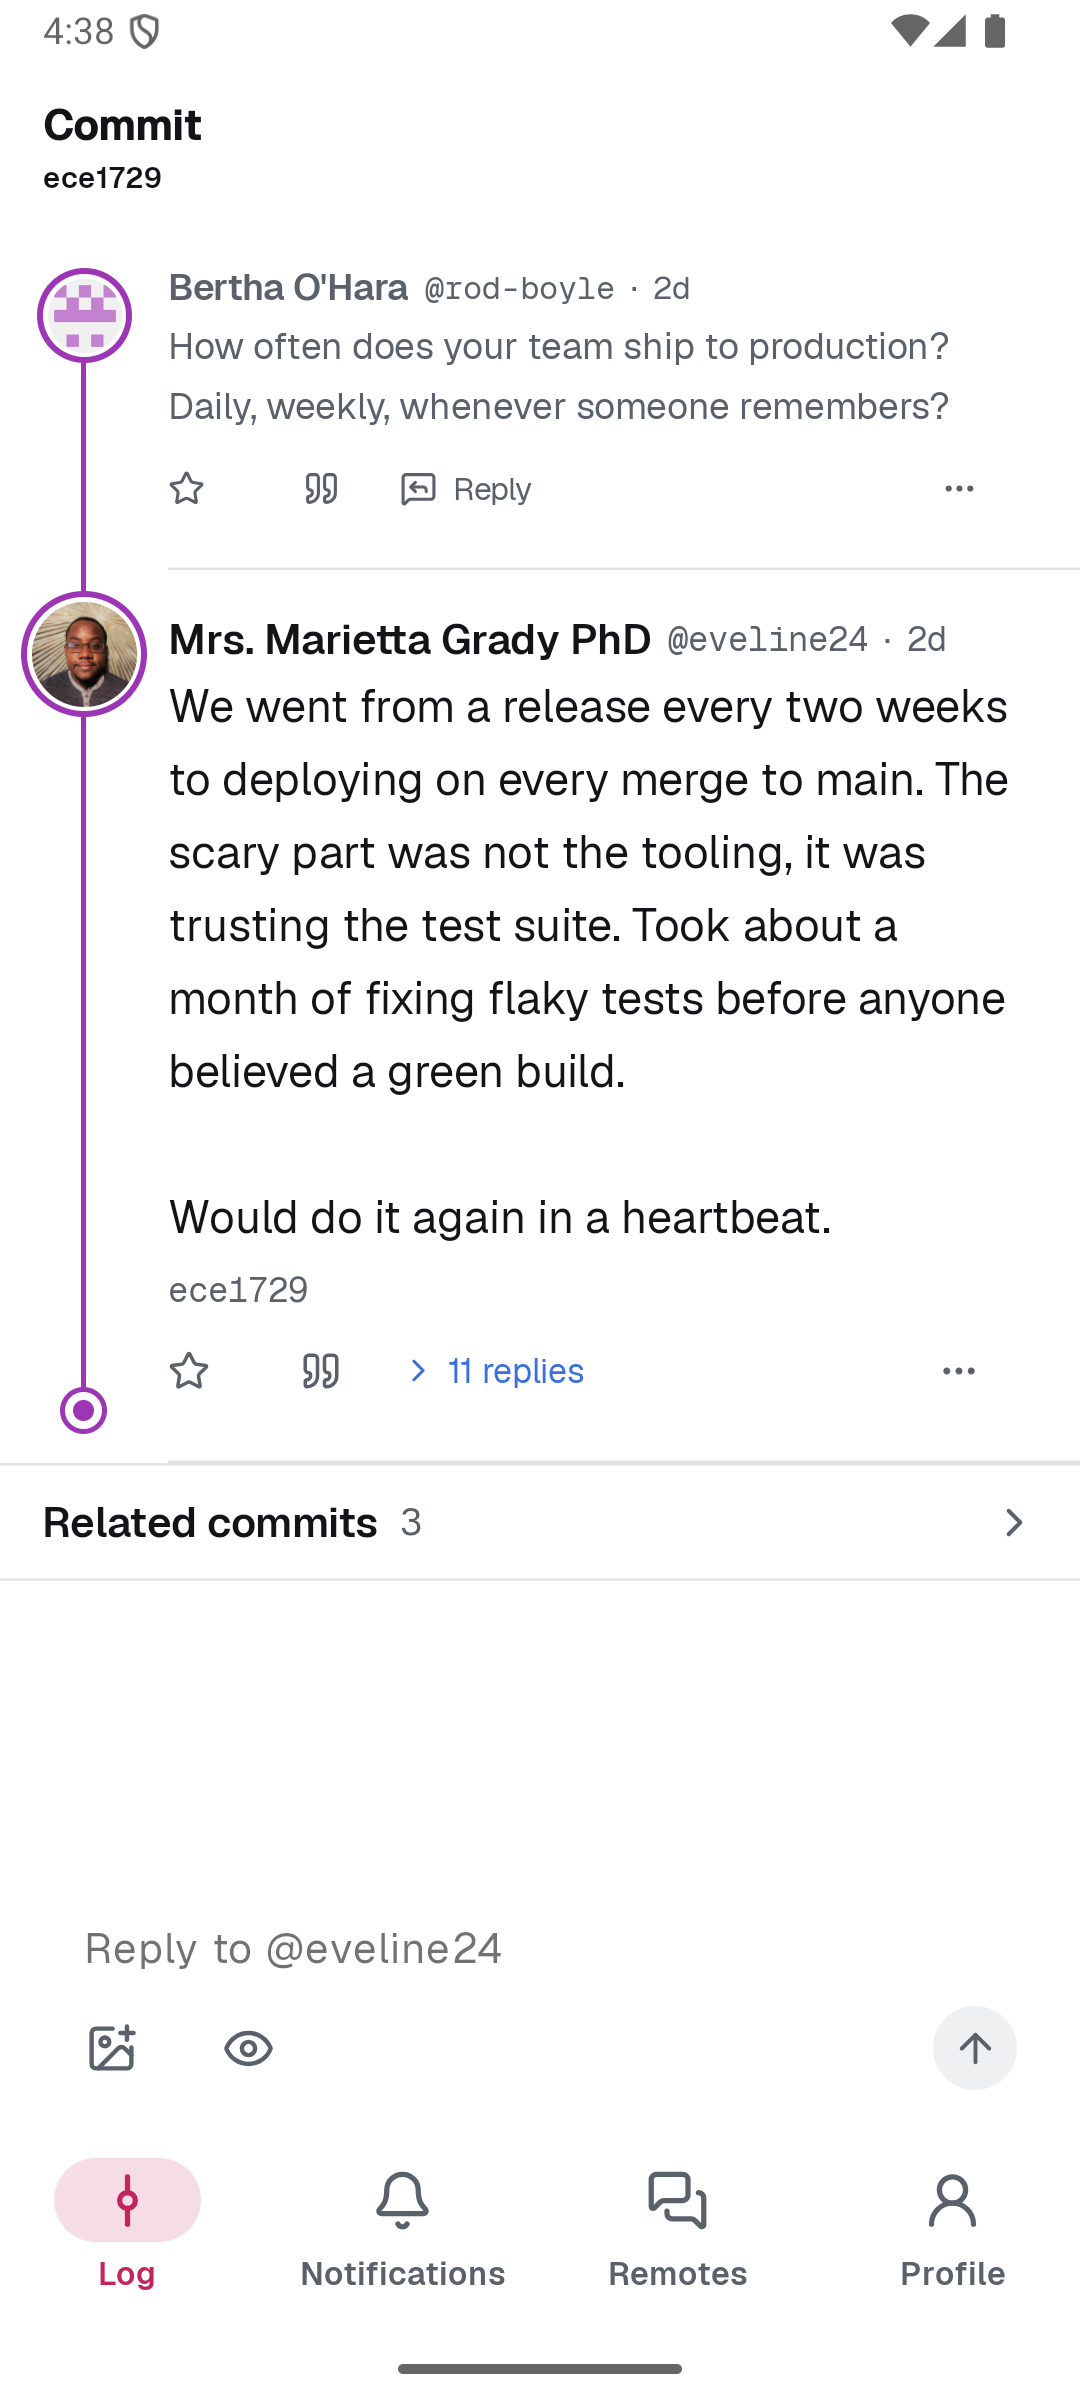 4:38
Commit
ece1729
Bertha O'Hara @rod-boyle · 2d
How often does your team ship to production?
Daily, weekly, whenever someone remembers?
Reply
Mrs. Marietta Grady PhD @eveline24 · 2d
We went from a release every two weeks
to deploying on every merge to main. The
scary part was not the tooling, it was
trusting the test suite. Took about a
month of fixing flaky tests before anyone
believed a green build.
Would do it again in a heartbeat.
ece1729
11 replies
Related commits 3
Reply to @eveline24
Log Notifications Remotes Profile